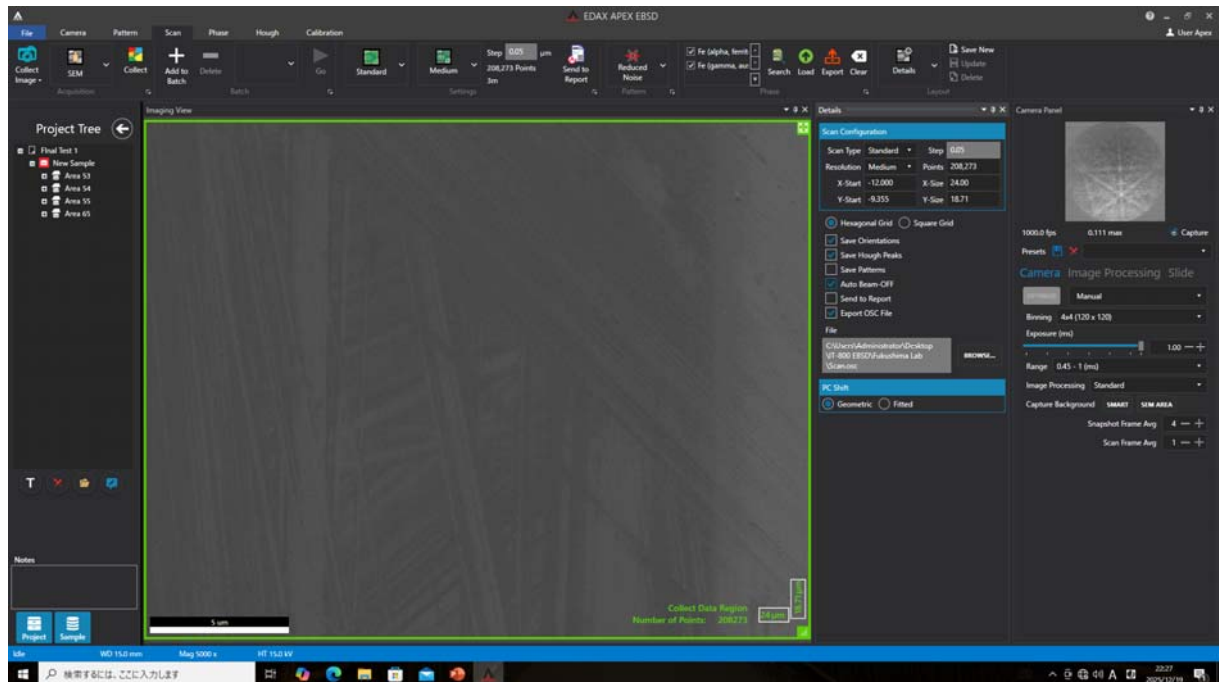 EDAX APEX EBSD
File Camera Pattern Scan Phase Hough Calibration
User Apex
Collect Image
SEM
Collect
Add to Batch
Delete
Go
Standard
Medium
Step 0.05 µm
208,273 Points
3m
Send to Report
Reduced Noise
Fe (alpha, ferrit
Fe (gamma, aus
Search Load Export Clear
Details
Save New
Update
Delete
Acquisition Batch Settings Pattern Phase Layout
Project Tree
Final Test 1
New Sample
Area 53
Area 54
Area 55
Area 65
Notes
Project Sample
Imaging View
5 um
Collect Data Region
Number of Points: 208273
24 µm
18.71 µm
Details
Scan Configuration
Scan Type Standard Step 0.05
Resolution Medium Points 208,273
X-Start -12.000 X-Size 24.00
Y-Start -9.355 Y-Size 18.71
Hexagonal Grid Square Grid
Save Orientations
Save Hough Peaks
Save Patterns
Auto Beam-OFF
Send to Report
Export OSC File
File
C:\Users\Administrator\Desktop
\IT-800 EBSD\Fukushima Lab
\Scan.osc
BROWSE...
PC Shift
Geometric Fitted
Camera Panel
1000.0 fps 0.111 max Capture
Presets
Camera Image Processing Slide
Manual
Binning 4x4 (120 x 120)
Exposure (ms)
1.00
Range 0.45 - 1 (ms)
Image Processing Standard
Capture Background SMART SEM AREA
Snapshot Frame Avg 4
Scan Frame Avg 1
Idle WD 15.0 mm Mag 5000 x HT 15.0 kV
検索するには、ここに入力します
A
22:27
2025/12/19